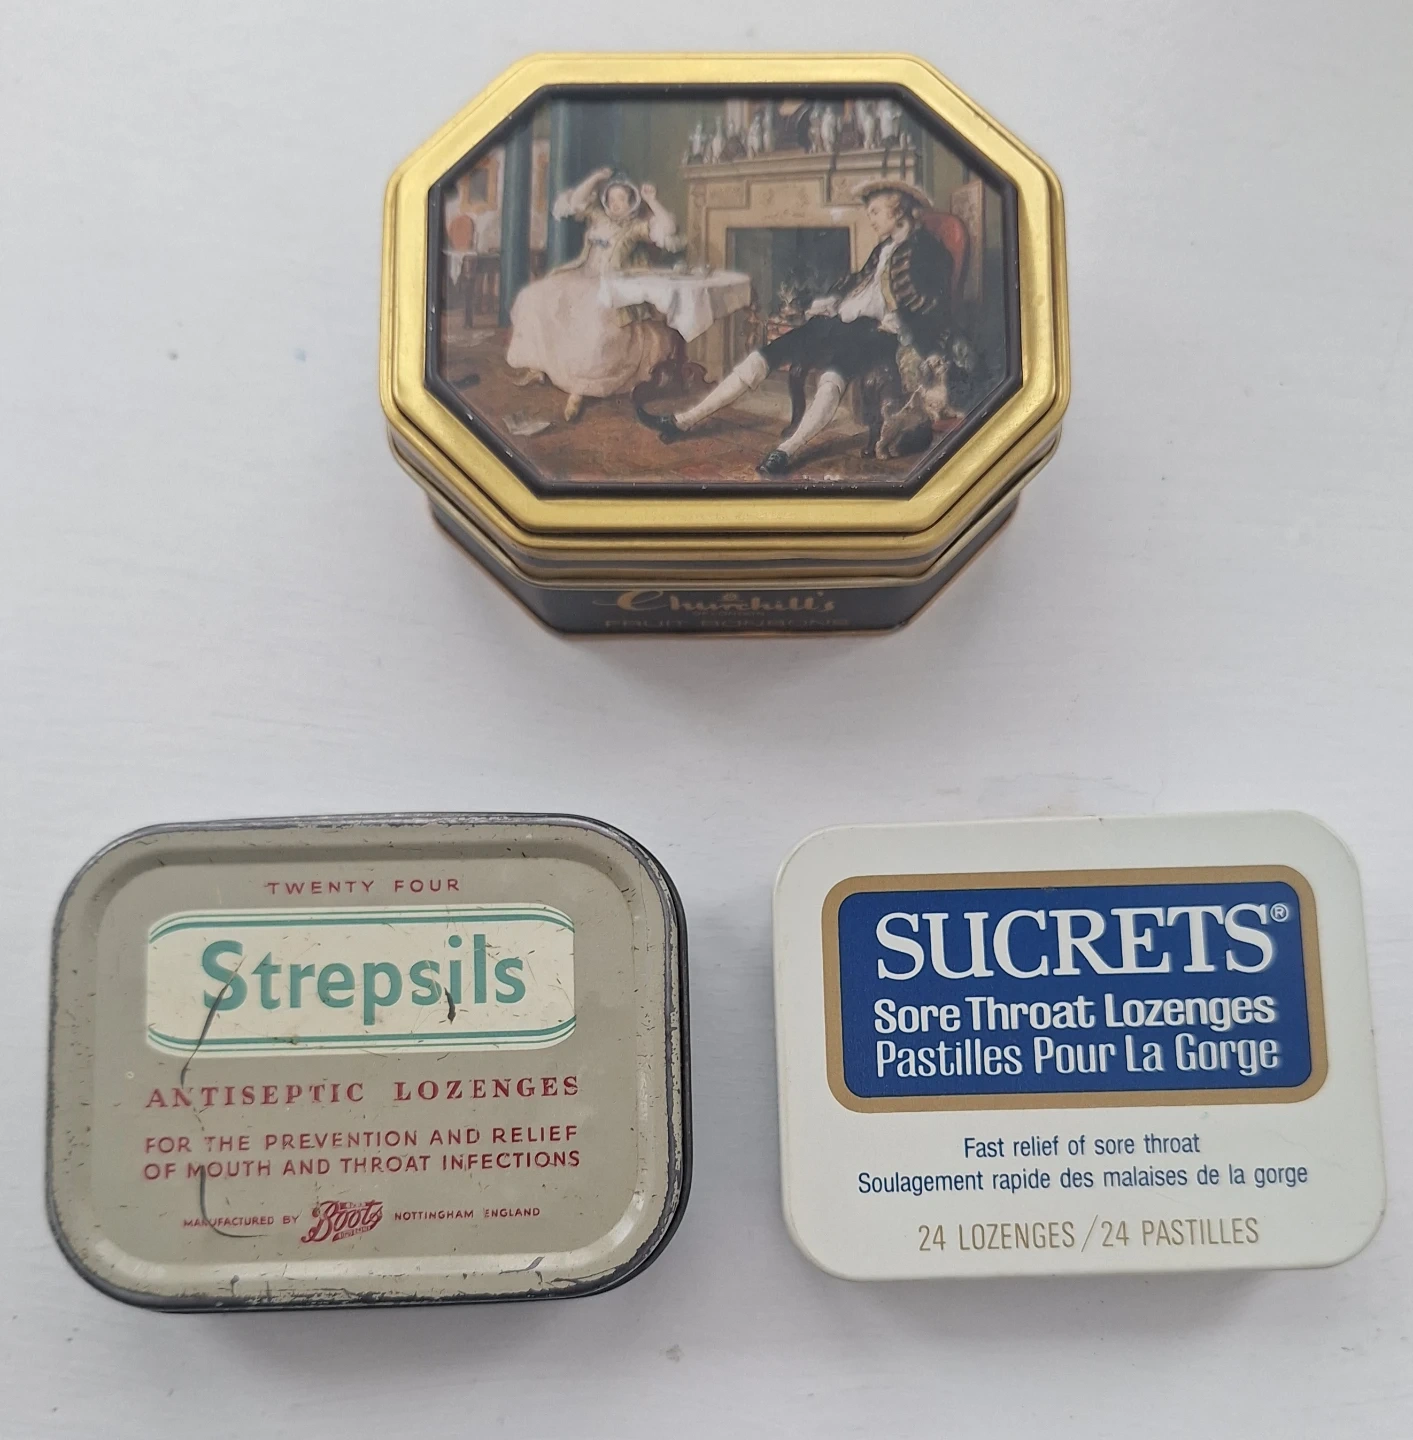 Churchill's
FRUIT BONBONS
TWENTY FOUR
Strepsils
ANTISEPTIC LOZENGES
FOR THE PREVENTION AND RELIEF
OF MOUTH AND THROAT INFECTIONS
MANUFACTURED BY Boots NOTTINGHAM ENGLAND
SUCRETS®
Sore Throat Lozenges
Pastilles Pour La Gorge
Fast relief of sore throat
Soulagement rapide des malaises de la gorge
24 LOZENGES/24 PASTILLES